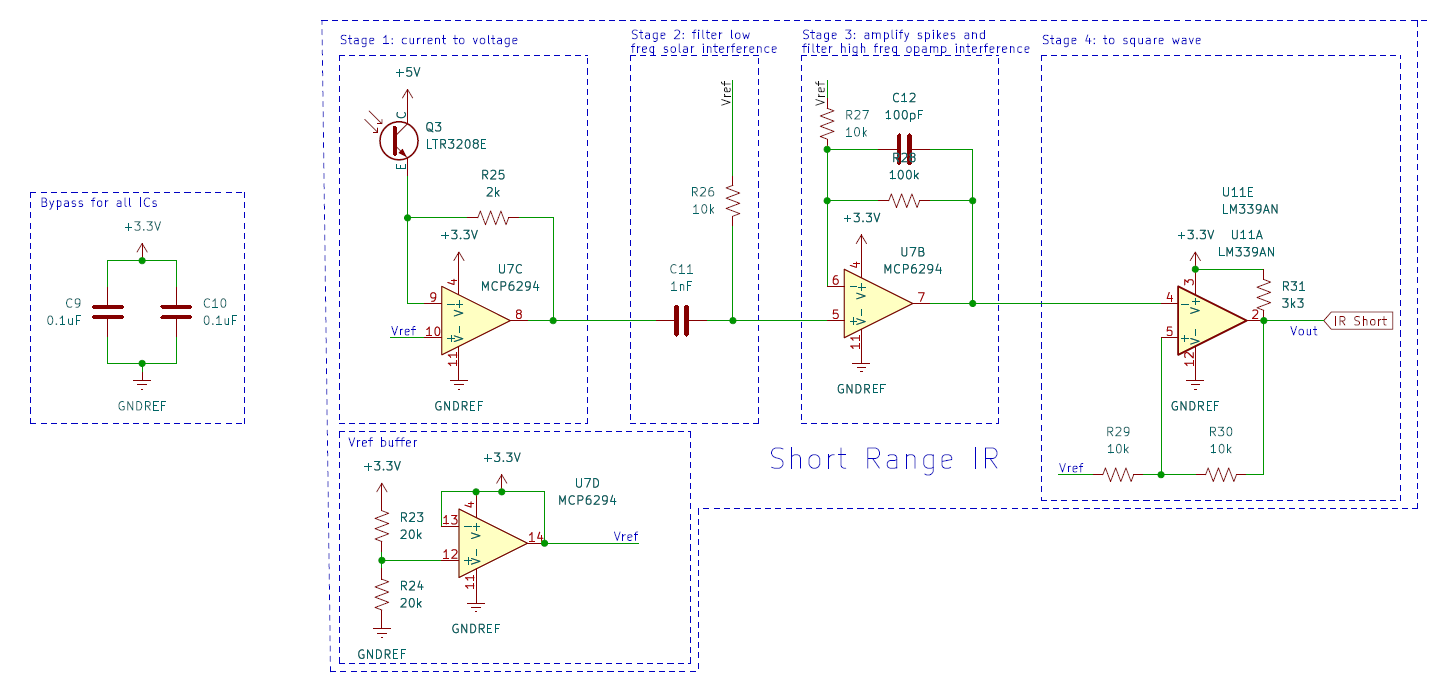 Stage 1: current to voltage
+5V
C
Q3
LTR3208E
E
R25
2k
+3.3V
U7C
MCP6294
4
9
V+
8
Vref
10
V-
11
GNDREF
Stage 2: filter low
freq solar interference
Vref
R26
10k
C11
1nF
Stage 3: amplify spikes and
filter high freq opamp interference
Vref
R27
10k
C12
100pF
R28
100k
+3.3V
U7B
MCP6294
4
6
V+
7
5
V-
11
GNDREF
Stage 4: to square wave
U11E
LM339AN
U11A
LM339AN
+3.3V
3
R31
3k3
4
V+
2
IR Short
Vout
5
V-
12
GNDREF
R29
10k
R30
10k
Vref
Bypass for all ICs
+3.3V
C9
0.1uF
C10
0.1uF
GNDREF
Vref buffer
+3.3V
+3.3V
U7D
MCP6294
R23
20k
4
13
V+
14
Vref
12
V-
11
R24
20k
GNDREF
GNDREF
Short Range IR